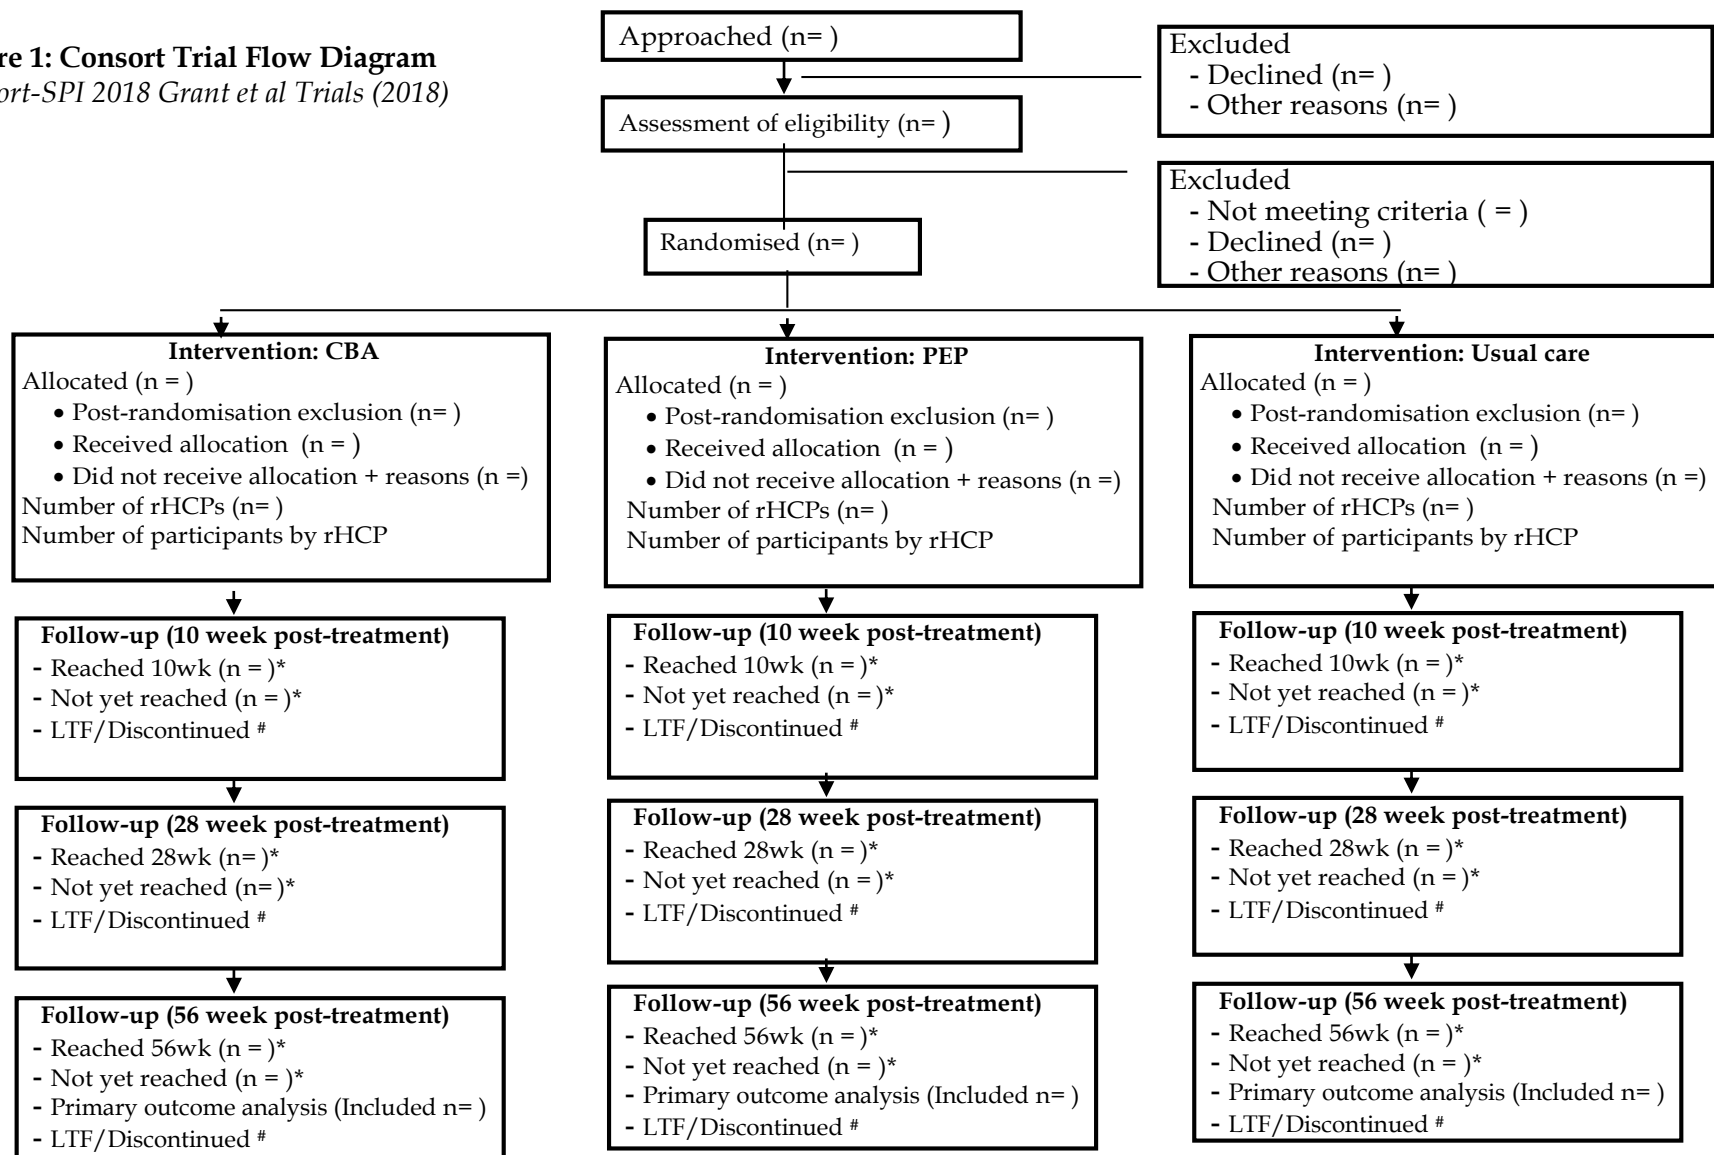 re 1: Consort Trial Flow Diagram
ort-SPI 2018 Grant et al Trials (2018)
Approached (n= )
Excluded
- Declined (n= )
- Other reasons (n= )
Assessment of eligibility (n= )
Excluded
- Not meeting criteria ( = )
- Declined (n= )
- Other reasons (n= )
Randomised (n= )
Intervention: CBA
Allocated (n = )
• Post-randomisation exclusion (n= )
• Received allocation (n = )
• Did not receive allocation + reasons (n =)
Number of rHCPs (n= )
Number of participants by rHCP
Intervention: PEP
Allocated (n = )
• Post-randomisation exclusion (n= )
• Received allocation (n = )
• Did not receive allocation + reasons (n =)
Number of rHCPs (n= )
Number of participants by rHCP
Intervention: Usual care
Allocated (n = )
• Post-randomisation exclusion (n= )
• Received allocation (n = )
• Did not receive allocation + reasons (n =)
Number of rHCPs (n= )
Number of participants by rHCP
Follow-up (10 week post-treatment)
- Reached 10wk (n = )*
- Not yet reached (n = )*
- LTF/Discontinued #
Follow-up (10 week post-treatment)
- Reached 10wk (n = )*
- Not yet reached (n = )*
- LTF/Discontinued #
Follow-up (10 week post-treatment)
- Reached 10wk (n = )*
- Not yet reached (n = )*
- LTF/Discontinued #
Follow-up (28 week post-treatment)
- Reached 28wk (n= )*
- Not yet reached (n= )*
- LTF/Discontinued #
Follow-up (28 week post-treatment)
- Reached 28wk (n = )*
- Not yet reached (n = )*
- LTF/Discontinued #
Follow-up (28 week post-treatment)
- Reached 28wk (n = )*
- Not yet reached (n = )*
- LTF/Discontinued #
Follow-up (56 week post-treatment)
- Reached 56wk (n = )*
- Not yet reached (n = )*
- Primary outcome analysis (Included n= )
- LTF/Discontinued #
Follow-up (56 week post-treatment)
- Reached 56wk (n = )*
- Not yet reached (n = )*
- Primary outcome analysis (Included n= )
- LTF/Discontinued #
Follow-up (56 week post-treatment)
- Reached 56wk (n = )*
- Not yet reached (n = )*
- Primary outcome analysis (Included n= )
- LTF/Discontinued #